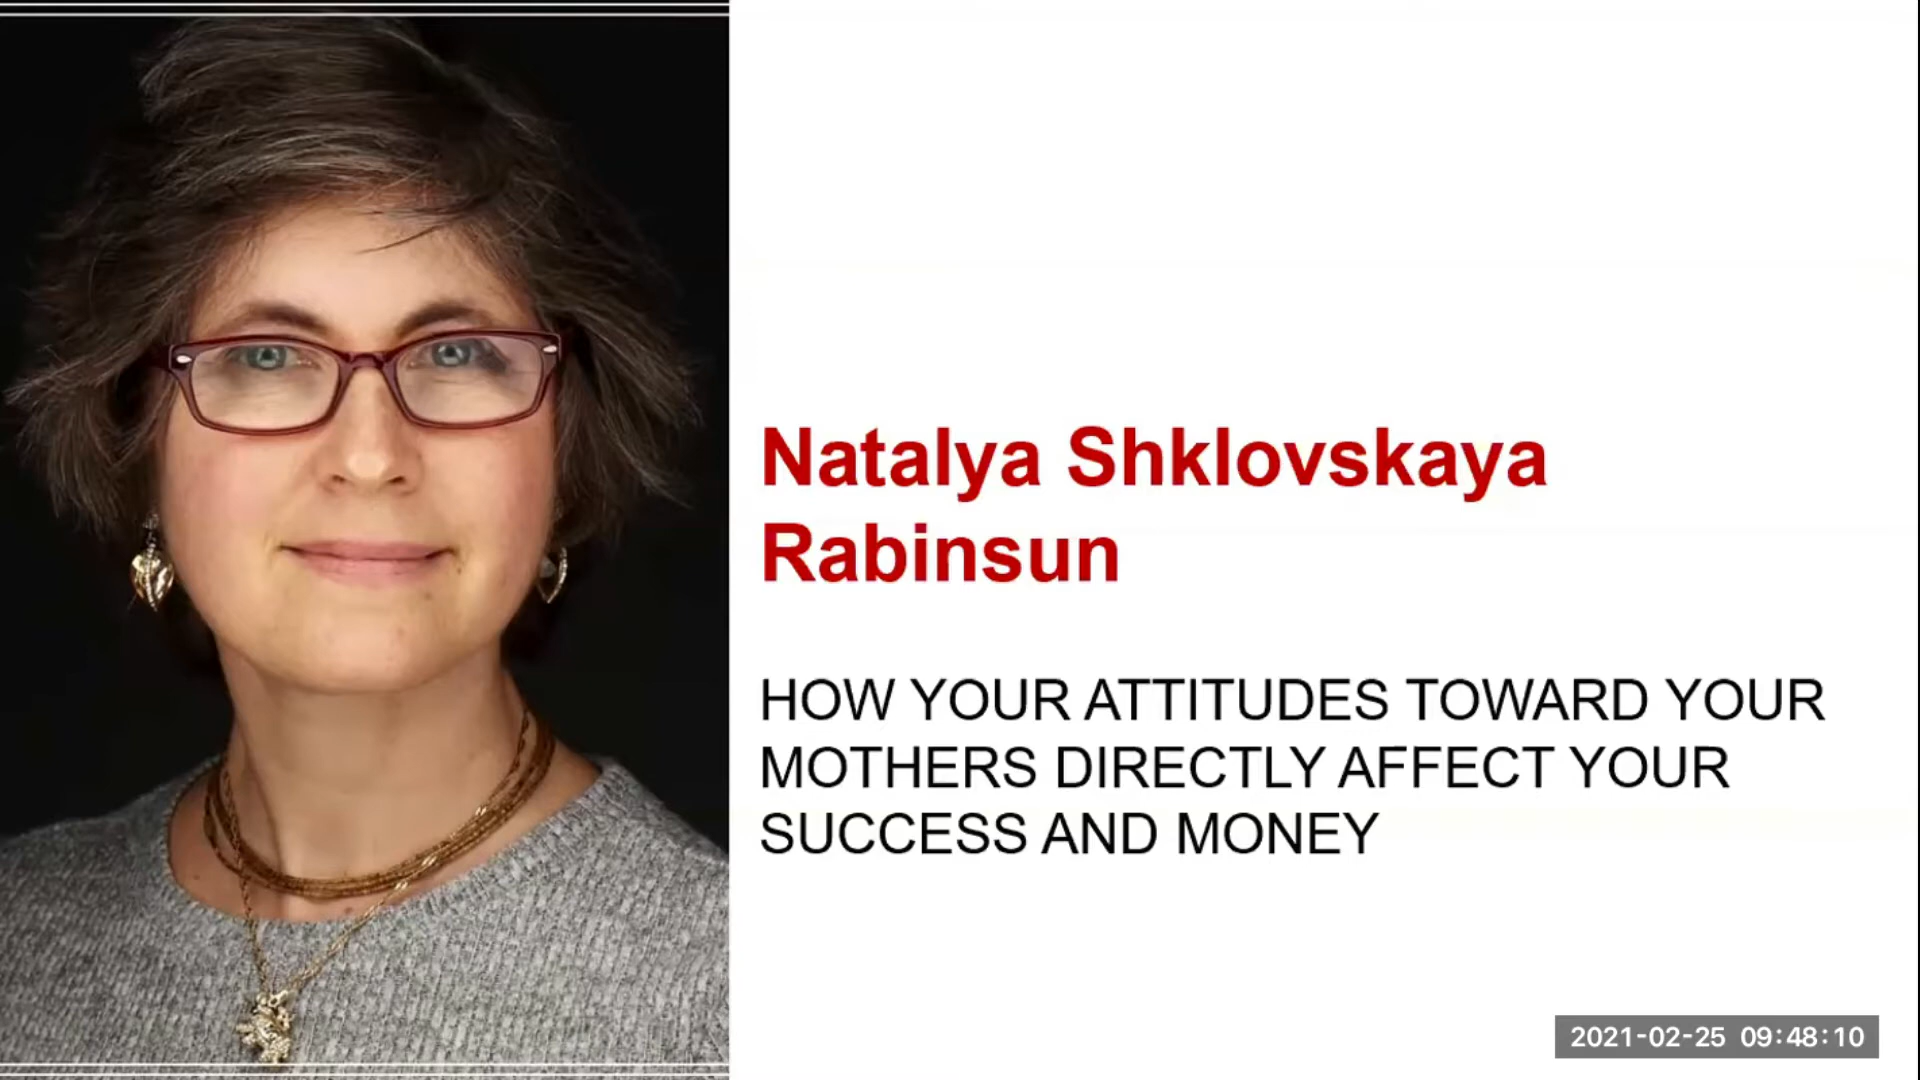 Natalya Shklovskaya
Rabinsun
HOW YOUR ATTITUDES TOWARD YOUR
MOTHERS DIRECTLY AFFECT YOUR
SUCCESS AND MONEY
2021-02-25 09:48:10